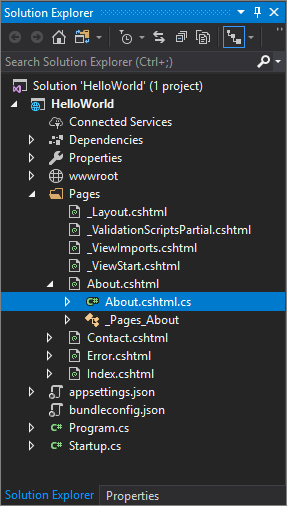 Solution Explorer
Search Solution Explorer (Ctrl+;)
Solution 'HelloWorld' (1 project)
HelloWorld
Connected Services
Dependencies
Properties
wwwroot
Pages
_Layout.cshtml
_ValidationScriptsPartial.cshtml
_ViewImports.cshtml
_ViewStart.cshtml
About.cshtml
C# About.cshtml.cs
_Pages_About
Contact.cshtml
Error.cshtml
Index.cshtml
appsettings.json
bundleconfig.json
C# Program.cs
C# Startup.cs
Solution Explorer Properties